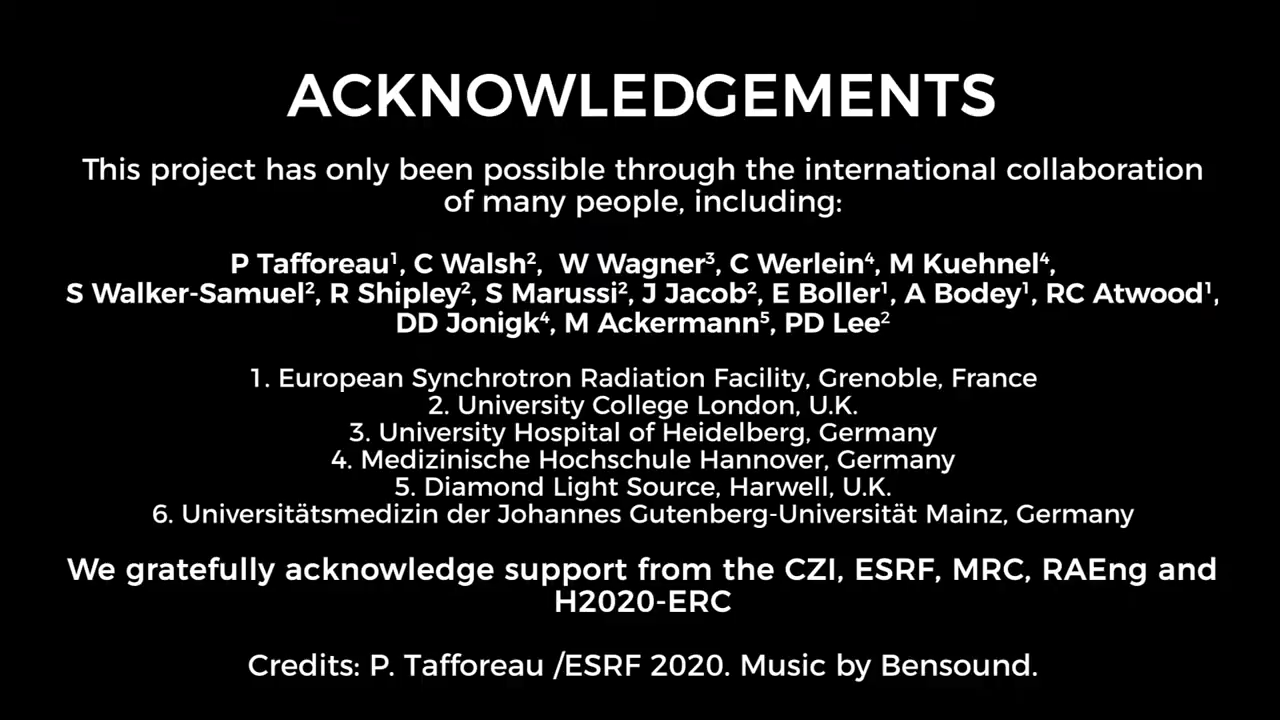 ACKNOWLEDGEMENTS
This project has only been possible through the international collaboration
of many people, including:
P Tafforeau¹, C Walsh², W Wagner³, C Werlein⁴, M Kuehnel⁴,
S Walker-Samuel², R Shipley², S Marussi², J Jacob², E Boller¹, A Bodey¹, RC Atwood¹,
DD Jonigk⁴, M Ackermann⁵, PD Lee²
1. European Synchrotron Radiation Facility, Grenoble, France
2. University College London, U.K.
3. University Hospital of Heidelberg, Germany
4. Medizinische Hochschule Hannover, Germany
5. Diamond Light Source, Harwell, U.K.
6. Universitätsmedizin der Johannes Gutenberg-Universität Mainz, Germany
We gratefully acknowledge support from the CZI, ESRF, MRC, RAEng and
H2020-ERC
Credits: P. Tafforeau /ESRF 2020. Music by Bensound.